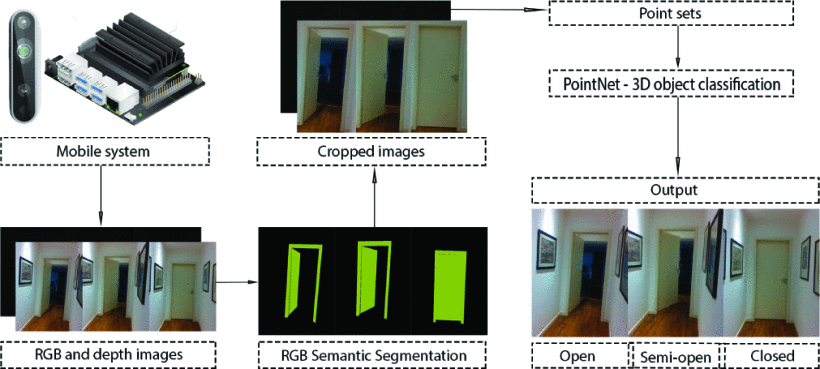 Mobile system
RGB and depth images
RGB Semantic Segmentation
Cropped images
Point sets
PointNet - 3D object classification
Output
Open
Semi-open
Closed